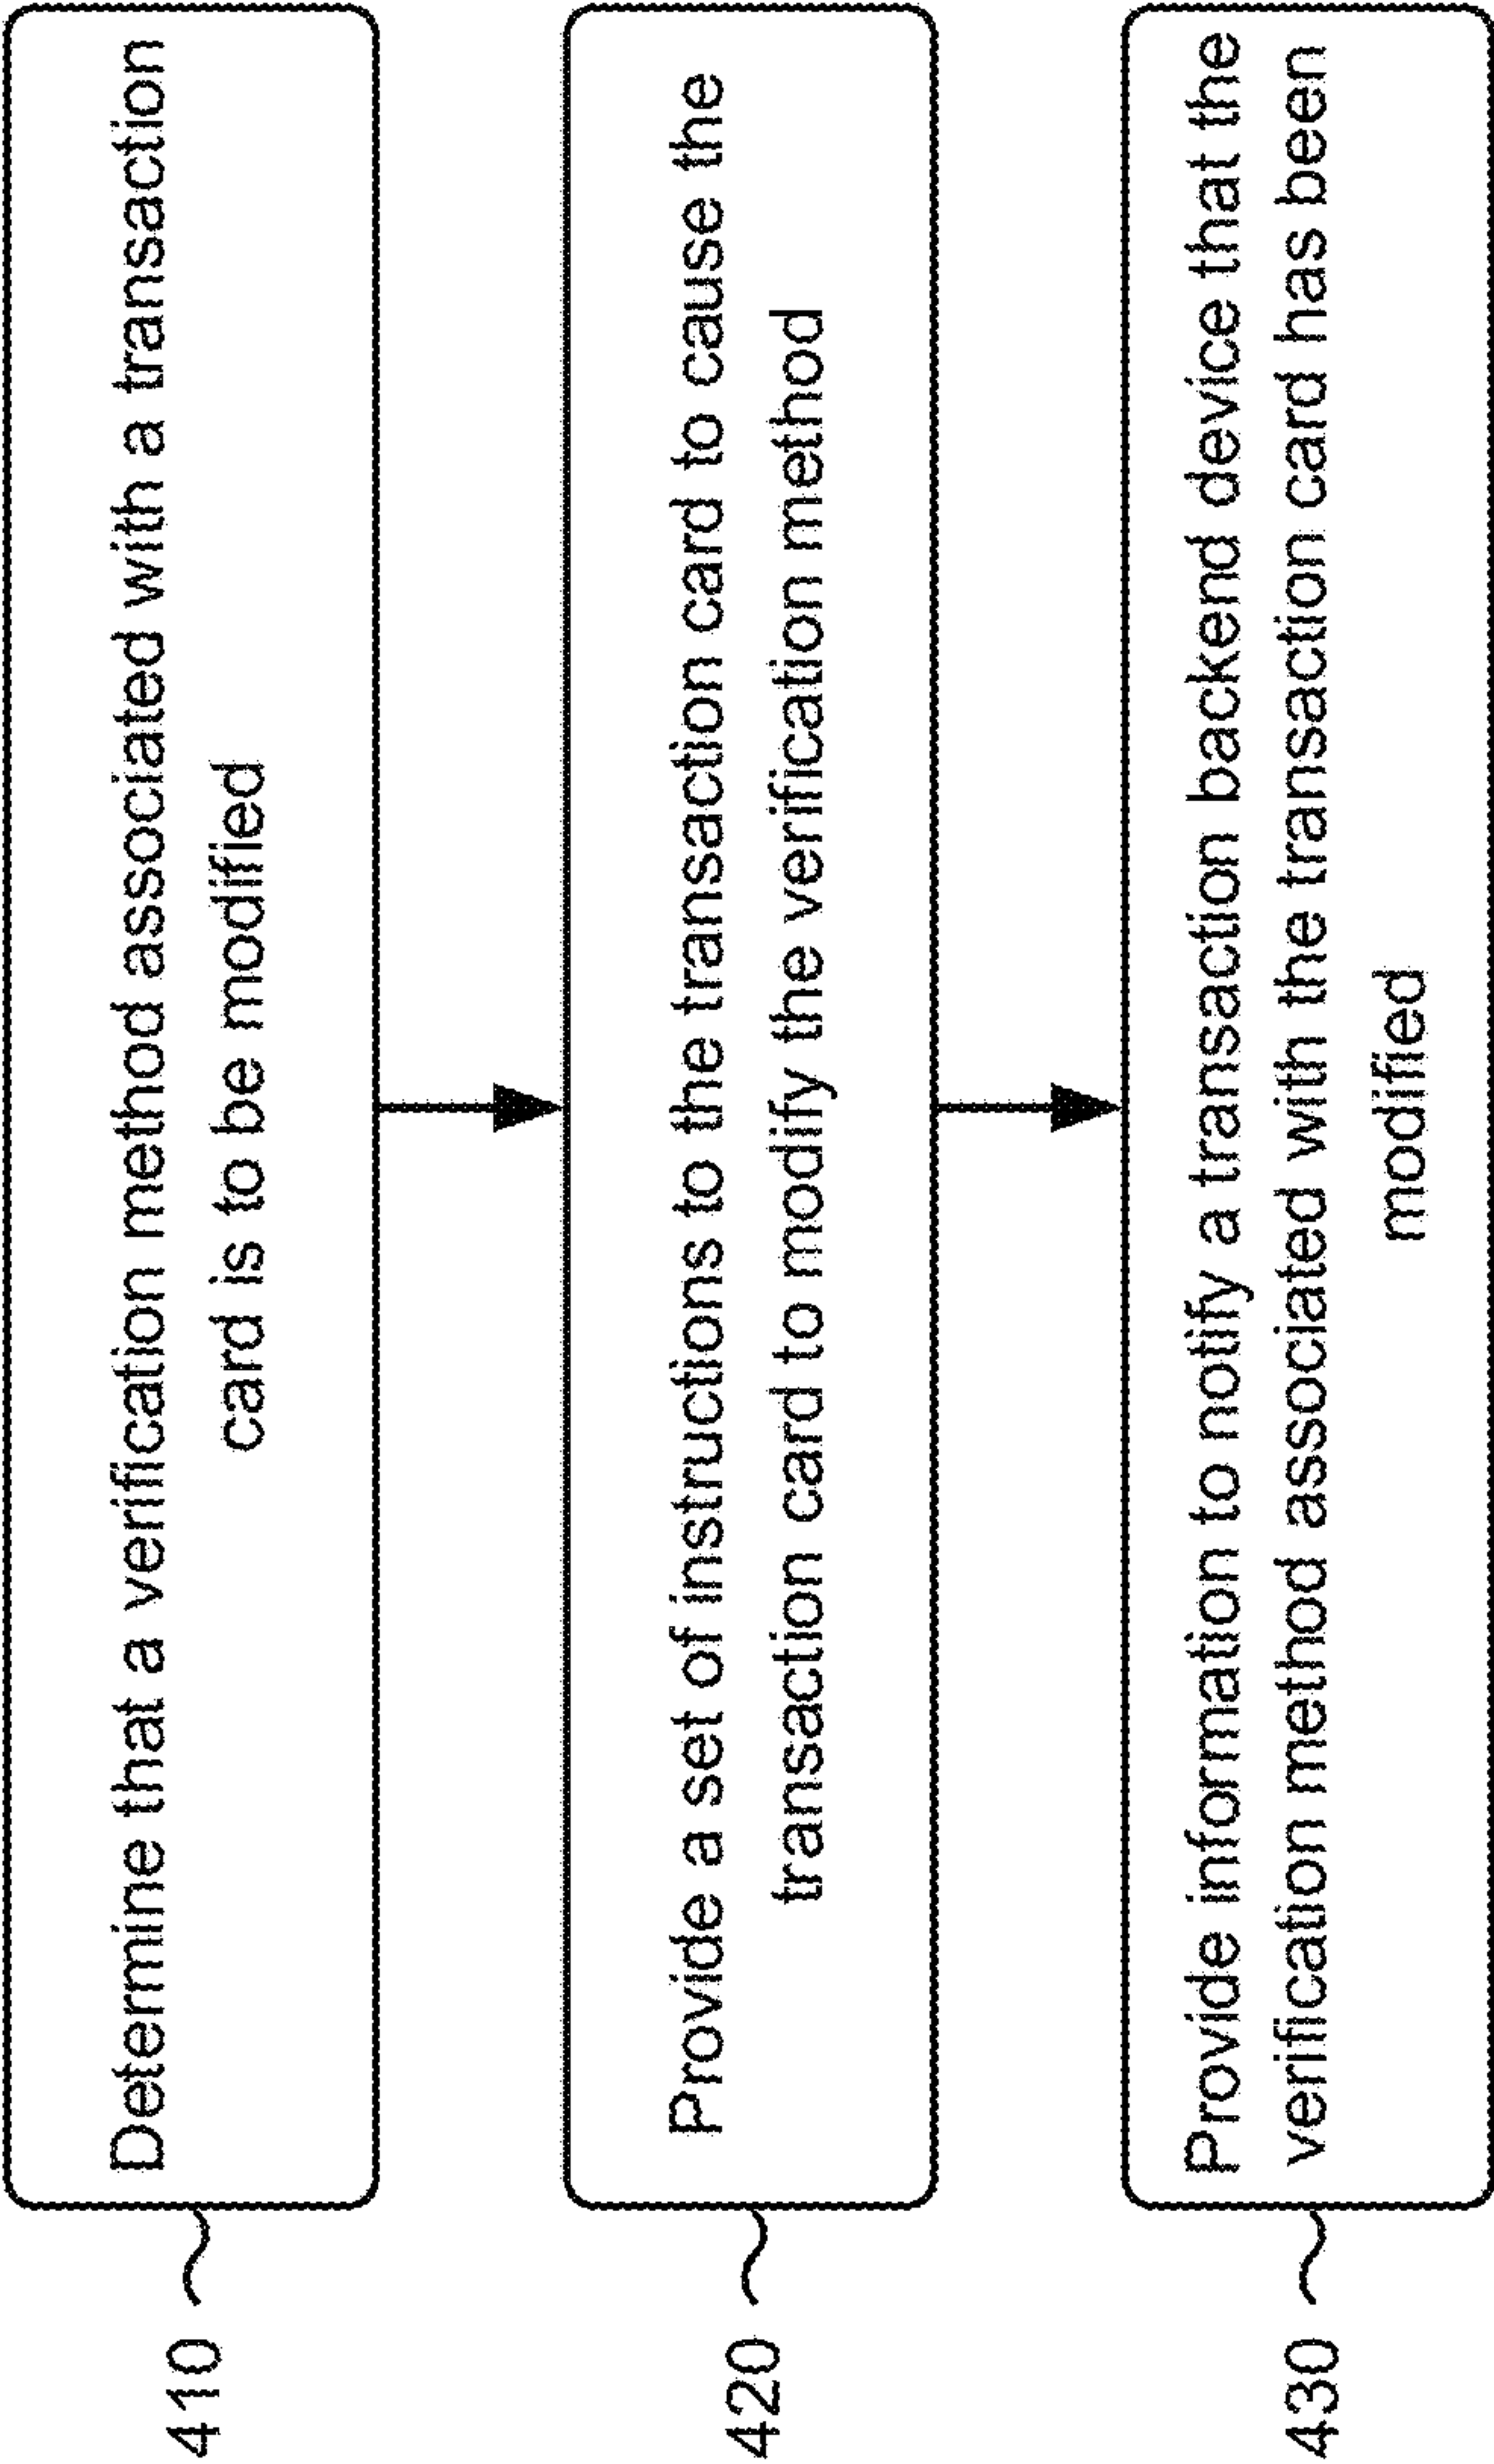 410
Determine that a verification method associated with a transaction
card is to be modified
420
Provide a set of instructions to the transaction card to cause the
transaction card to modify the verification method
430
Provide information to notify a transaction backend device that the
verification method associated with the transaction card has been
modified